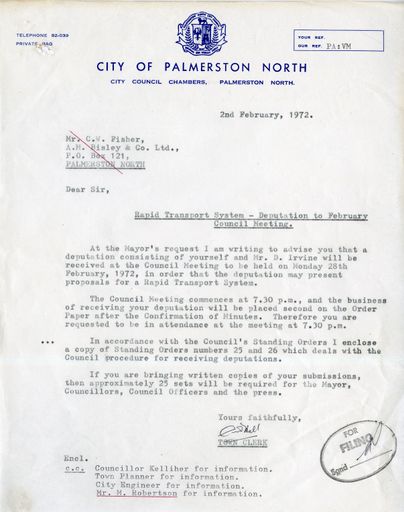 TELEPHONE 82-039
PRIVATE BAG
YOUR REF.
OUR REF. PA:VM
CITY OF PALMERSTON NORTH
CITY COUNCIL CHAMBERS, PALMERSTON NORTH.
2nd February, 1972.
Mr. C.W. Fisher,
A.M. Bisley & Co. Ltd.,
P.O. Box 121,
PALMERSTON NORTH
Dear Sir,
Rapid Transport System - Deputation to February
Council Meeting.
At the Mayor's request I am writing to advise you that a
deputation consisting of yourself and Mr. D. Irvine will be
received at the Council Meeting to be held on Monday 28th
February, 1972, in order that the deputation may present
proposals for a Rapid Transport System.
The Council Meeting commences at 7.30 p.m., and the business
of receiving your deputation will be placed second on the Order
Paper after the Confirmation of Minutes. Therefore you are
requested to be in attendance at the meeting at 7.30 p.m.
... In accordance with the Council's Standing Orders I enclose
a copy of Standing Orders numbers 25 and 26 which deals with the
Council procedure for receiving deputations.
If you are bringing written copies of your submissions,
then approximately 25 sets will be required for the Mayor,
Councillors, Council Officers and the press.
Yours faithfully,
TOWN CLERK
FOR
FILING
Sgnd
Encl.
c.c. Councillor Kelliher for information.
Town Planner for information.
City Engineer for information.
Mr. M. Robertson for information.